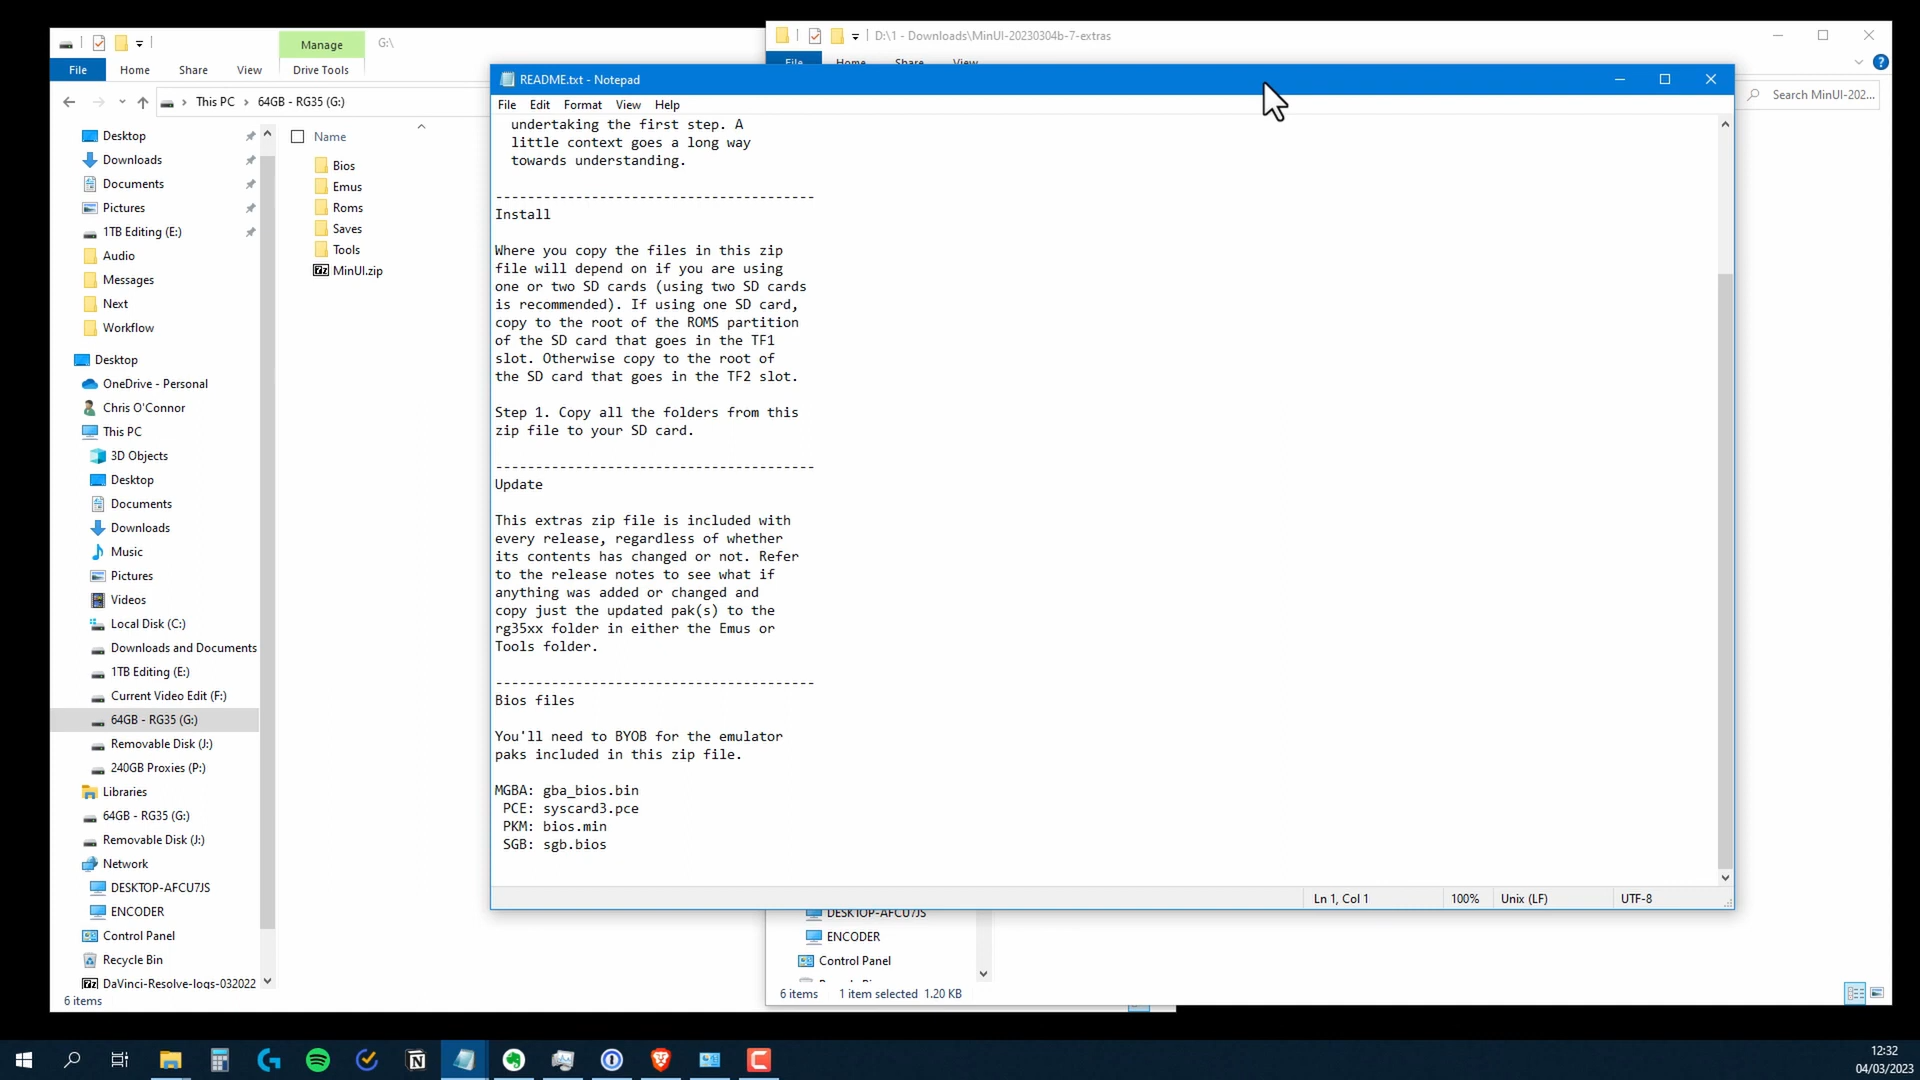 Manage
G:\
File
Home
Share
View
Drive Tools
This PC
64GB - RG35 (G:)
Name
Desktop
Downloads
Documents
Pictures
1TB Editing (E:)
Audio
Messages
Next
Workflow
Desktop
OneDrive - Personal
Chris O'Connor
This PC
3D Objects
Desktop
Documents
Downloads
Music
Pictures
Videos
Local Disk (C:)
Downloads and Documents
1TB Editing (E:)
Current Video Edit (F:)
64GB - RG35 (G:)
Removable Disk (J:)
240GB Proxies (P:)
Libraries
64GB - RG35 (G:)
Removable Disk (J:)
Network
DESKTOP-AFCU7JS
ENCODER
Control Panel
Recycle Bin
DaVinci-Resolve-logs-032022
6 items
Bios
Emus
Roms
Saves
Tools
MinUI.zip
D:\1 - Downloads\MinUI-20230304b-7-extras
File
Home
Share
View
Search MinUI-202...
README.txt - Notepad
File
Edit
Format
View
Help
undertaking the first step. A
little context goes a long way
towards understanding.
----------------------------------------
Install
Where you copy the files in this zip
file will depend on if you are using
one or two SD cards (using two SD cards
is recommended). If using one SD card,
copy to the root of the ROMS partition
of the SD card that goes in the TF1
slot. Otherwise copy to the root of
the SD card that goes in the TF2 slot.
Step 1. Copy all the folders from this
zip file to your SD card.
----------------------------------------
Update
This extras zip file is included with
every release, regardless of whether
its contents has changed or not. Refer
to the release notes to see what if
anything was added or changed and
copy just the updated pak(s) to the
rg35xx folder in either the Emus or
Tools folder.
----------------------------------------
Bios files
You'll need to BYOB for the emulator
paks included in this zip file.
MGBA: gba_bios.bin
PCE: syscard3.pce
PKM: bios.min
SGB: sgb.bios
Ln 1, Col 1
100%
Unix (LF)
UTF-8
DESKTOP-AFCU7JS
ENCODER
Control Panel
6 items
1 item selected 1.20 KB
12:32
04/03/2023